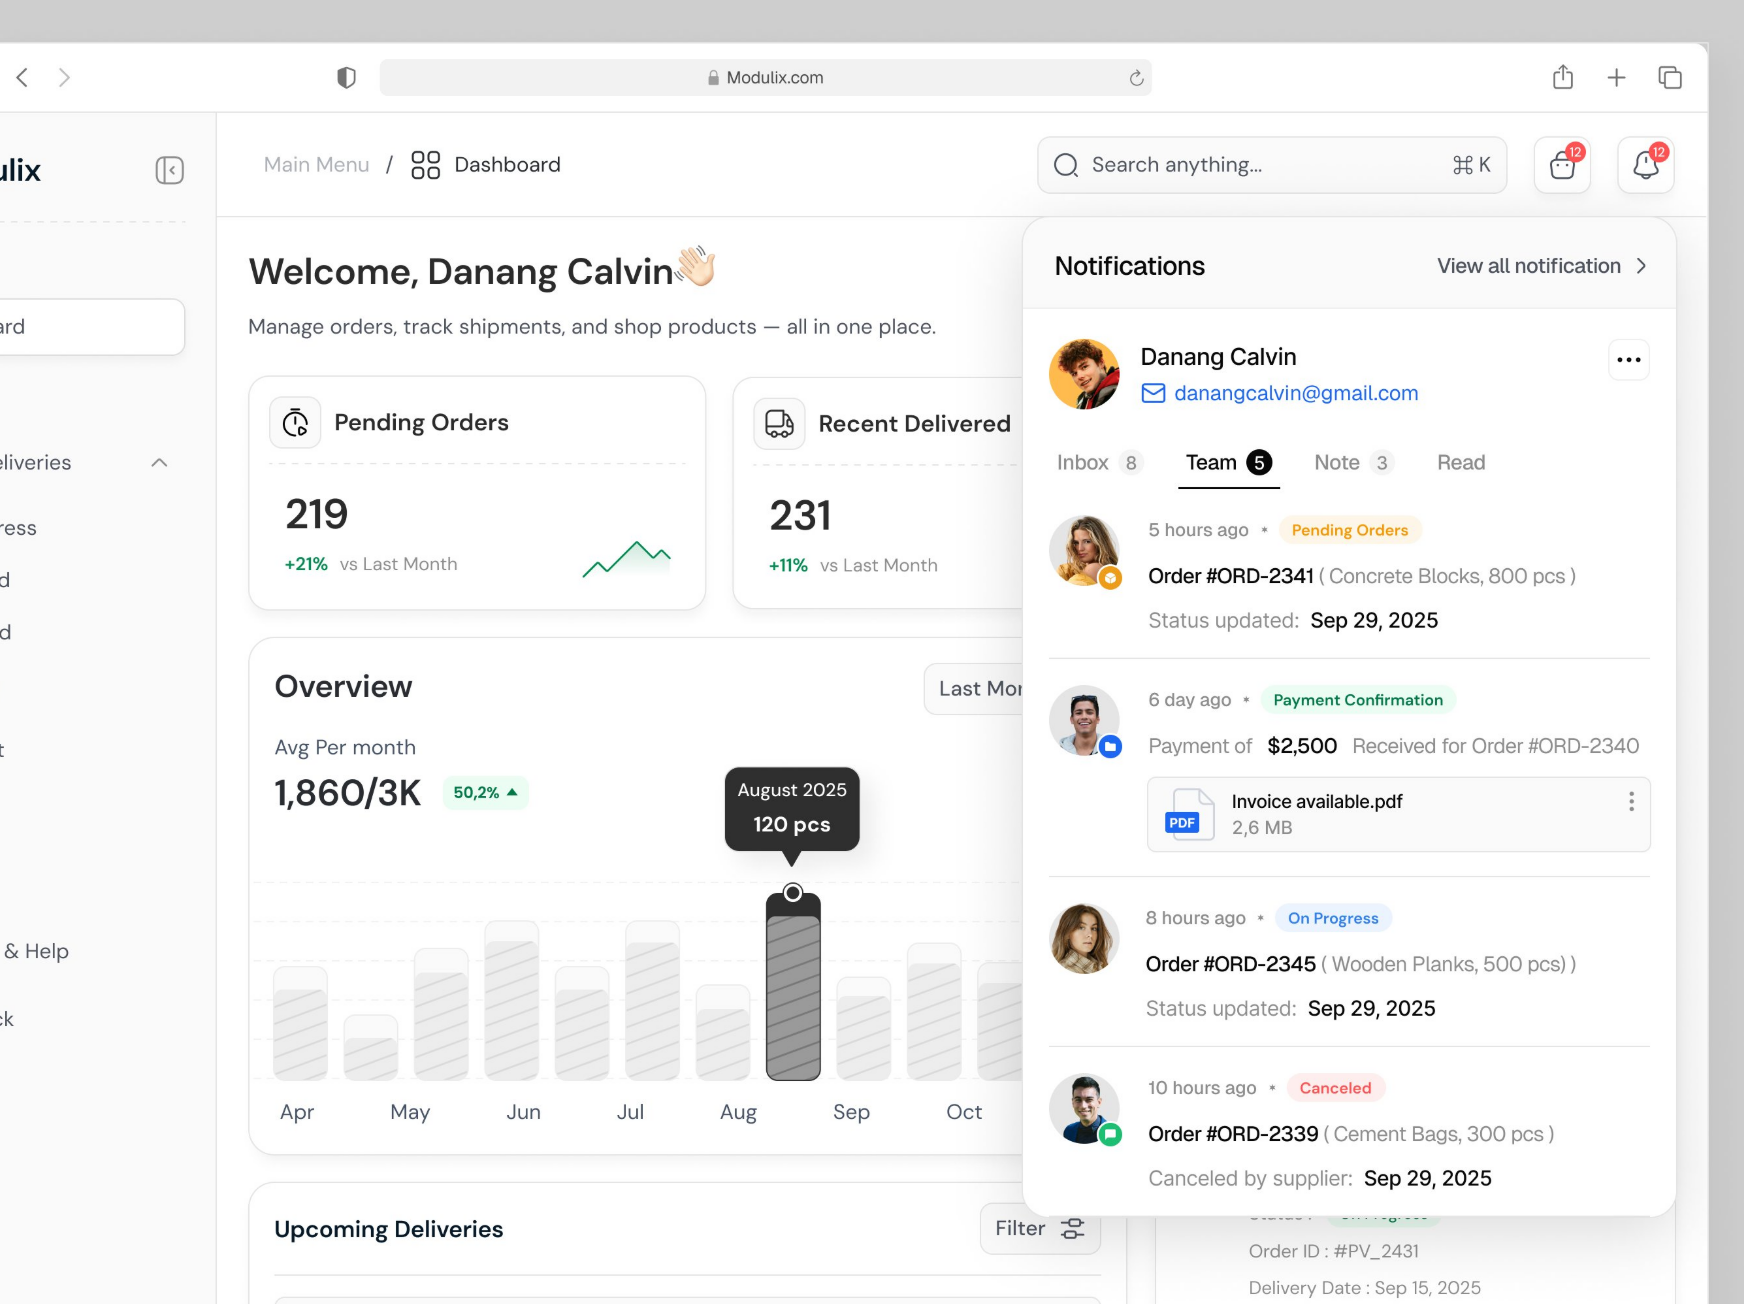 Modulix.com
ulix
Main Menu / Dashboard
Search anything... ⌘ K
12
12
ard
eliveries
ress
d
d
t
& Help
ck
Welcome, Danang Calvin👋🏻
Manage orders, track shipments, and shop products — all in one place.
Pending Orders
219
+21% vs Last Month
Recent Delivered
231
+11% vs Last Month
Overview
Last Mon
Avg Per month
1,860/3K 50,2% ▲
August 2025
120 pcs
Apr May Jun Jul Aug Sep Oct
Upcoming Deliveries
Filter
Notifications
View all notification
Danang Calvin
danangcalvin@gmail.com
Inbox 8 Team 5 Note 3 Read
5 hours ago • Pending Orders
Order #ORD-2341 ( Concrete Blocks, 800 pcs )
Status updated: Sep 29, 2025
6 day ago • Payment Confirmation
Payment of $2,500 Received for Order #ORD-2340
PDF
Invoice available.pdf
2,6 MB
8 hours ago • On Progress
Order #ORD-2345 ( Wooden Planks, 500 pcs) )
Status updated: Sep 29, 2025
10 hours ago • Canceled
Order #ORD-2339 ( Cement Bags, 300 pcs )
Canceled by supplier: Sep 29, 2025
Order ID : #PV_2431
Delivery Date : Sep 15, 2025